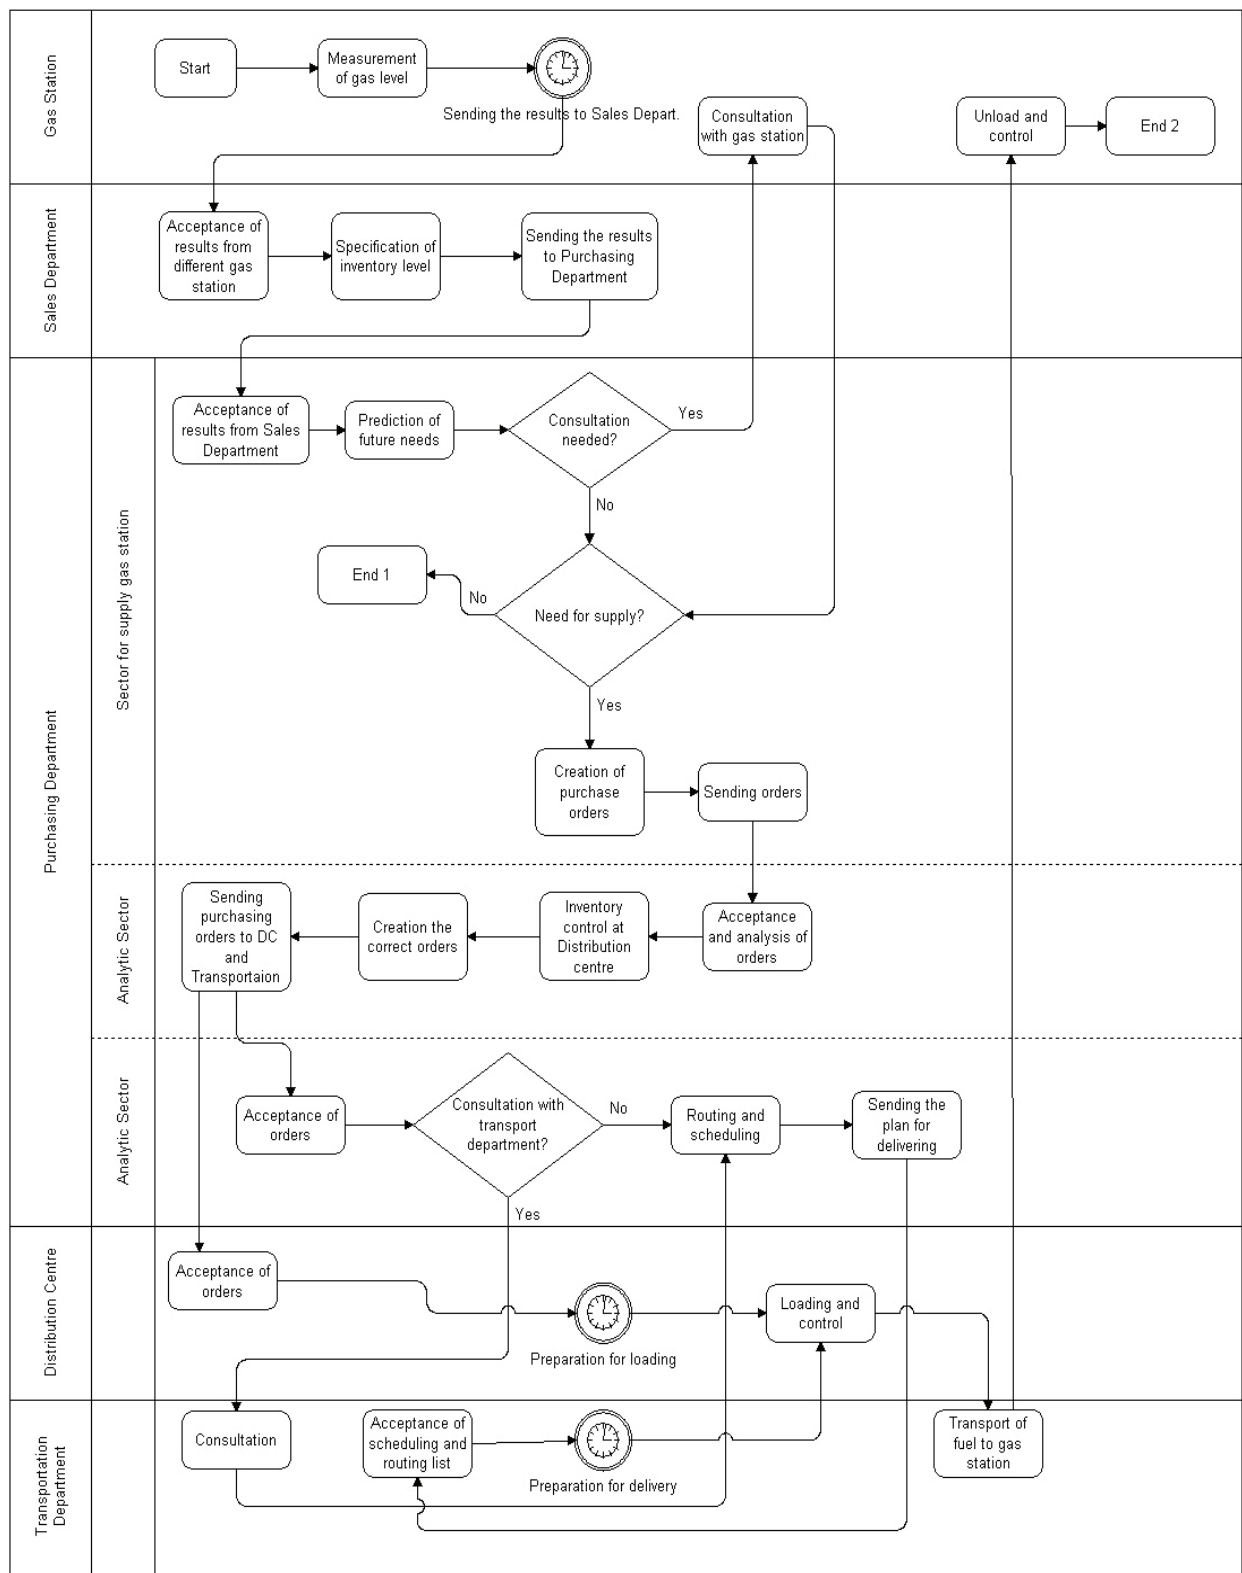 Gas Station
Start
Measurement
of gas level
Sending the results to Sales Depart.
Consultation
with gas station
Unload and
control
End 2
Sales Department
Acceptance of
results from
different gas
station
Specification of
inventory level
Sending the results
to Purchasing
Department
Purchasing Department
Sector for supply gas station
Acceptance of
results from Sales
Department
Prediction of
future needs
Consultation
needed?
Yes
No
End 1
No
Need for supply?
Yes
Creation of
purchase
orders
Sending orders
Analytic Sector
Sending
purchasing
orders to DC
and
Transportaion
Creation the
correct orders
Inventory
control at
Distribution
centre
Acceptance
and analysis of
orders
Analytic Sector
Acceptance of
orders
Consultation with
transport
department?
No
Yes
Routing and
scheduling
Sending the
plan for
delivering
Distribution Centre
Acceptance of
orders
Preparation for loading
Loading and
control
Transportation
Department
Consultation
Acceptance of
scheduling and
routing list
Preparation for delivery
Transport of
fuel to gas
station